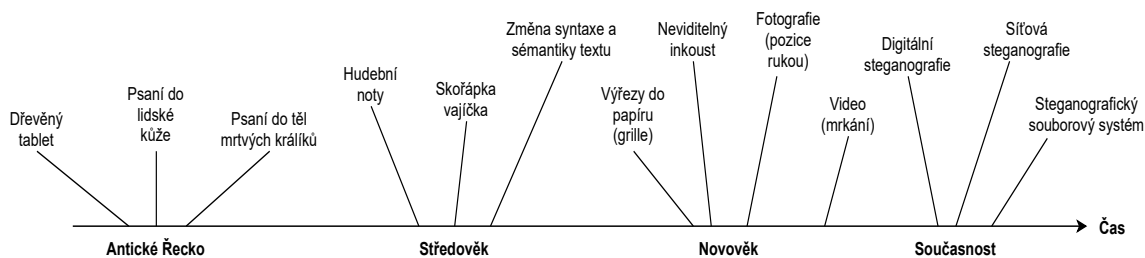 Dřevěný
tablet
Psaní do
lidské
kůže
Psaní do těl
mrtvých králíků
Hudební
noty
Skořápka
vajíčka
Změna syntaxe a
sémantiky textu
Výřezy do
papíru
(grille)
Neviditelný
inkoust
Fotografie
(pozice
rukou)
Video
(mrkání)
Digitální
steganografie
Síťová
steganografie
Steganografický
souborový systém
Čas
Antické Řecko
Středověk
Novověk
Současnost